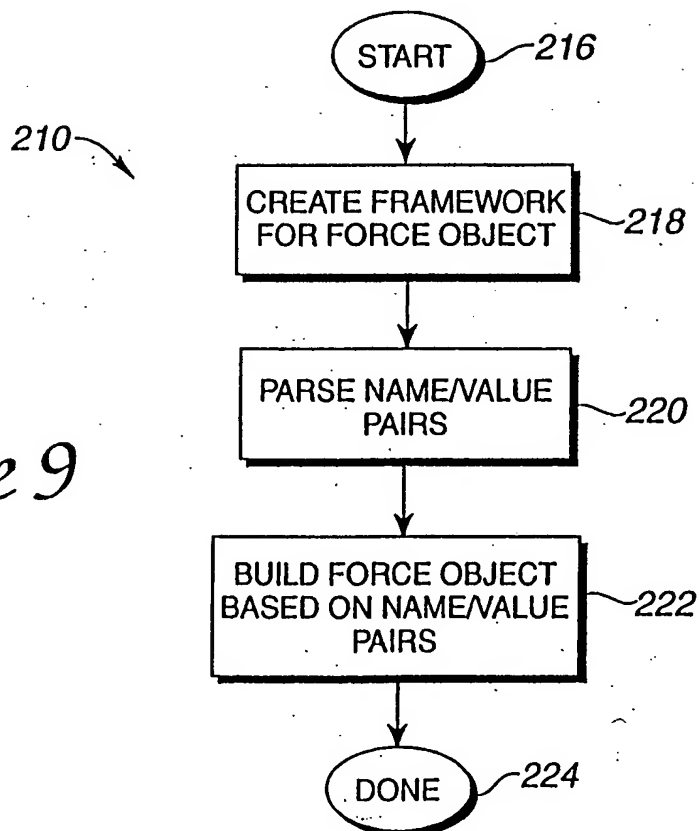 START
216
210
CREATE FRAMEWORK
FOR FORCE OBJECT
218
PARSE NAME/VALUE
PAIRS
220
e 9
BUILD FORCE OBJECT
BASED ON NAME/VALUE
PAIRS
222
DONE
224